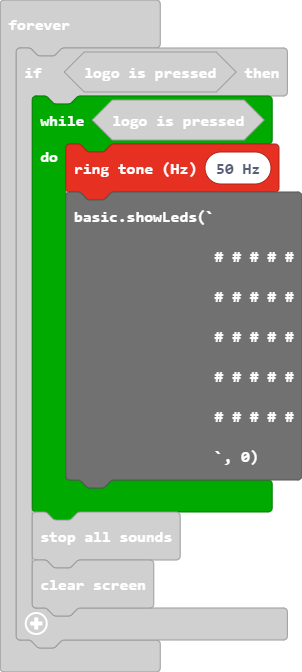 forever
if logo is pressed then
while logo is pressed
do
ring tone (Hz) 50 Hz
basic.showLeds(`
# # # # #
# # # # #
# # # # #
# # # # #
# # # # #
`, 0)
stop all sounds
clear screen